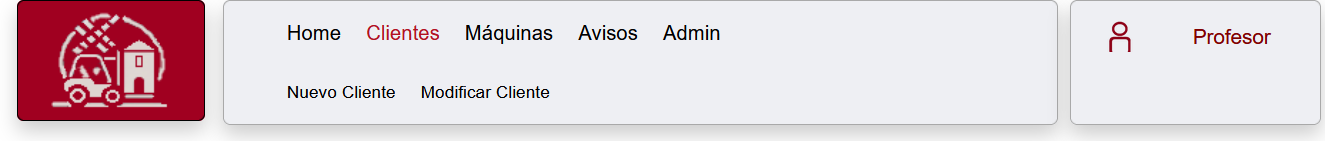 Home Clientes Máquinas Avisos Admin
Nuevo Cliente Modificar Cliente
Profesor